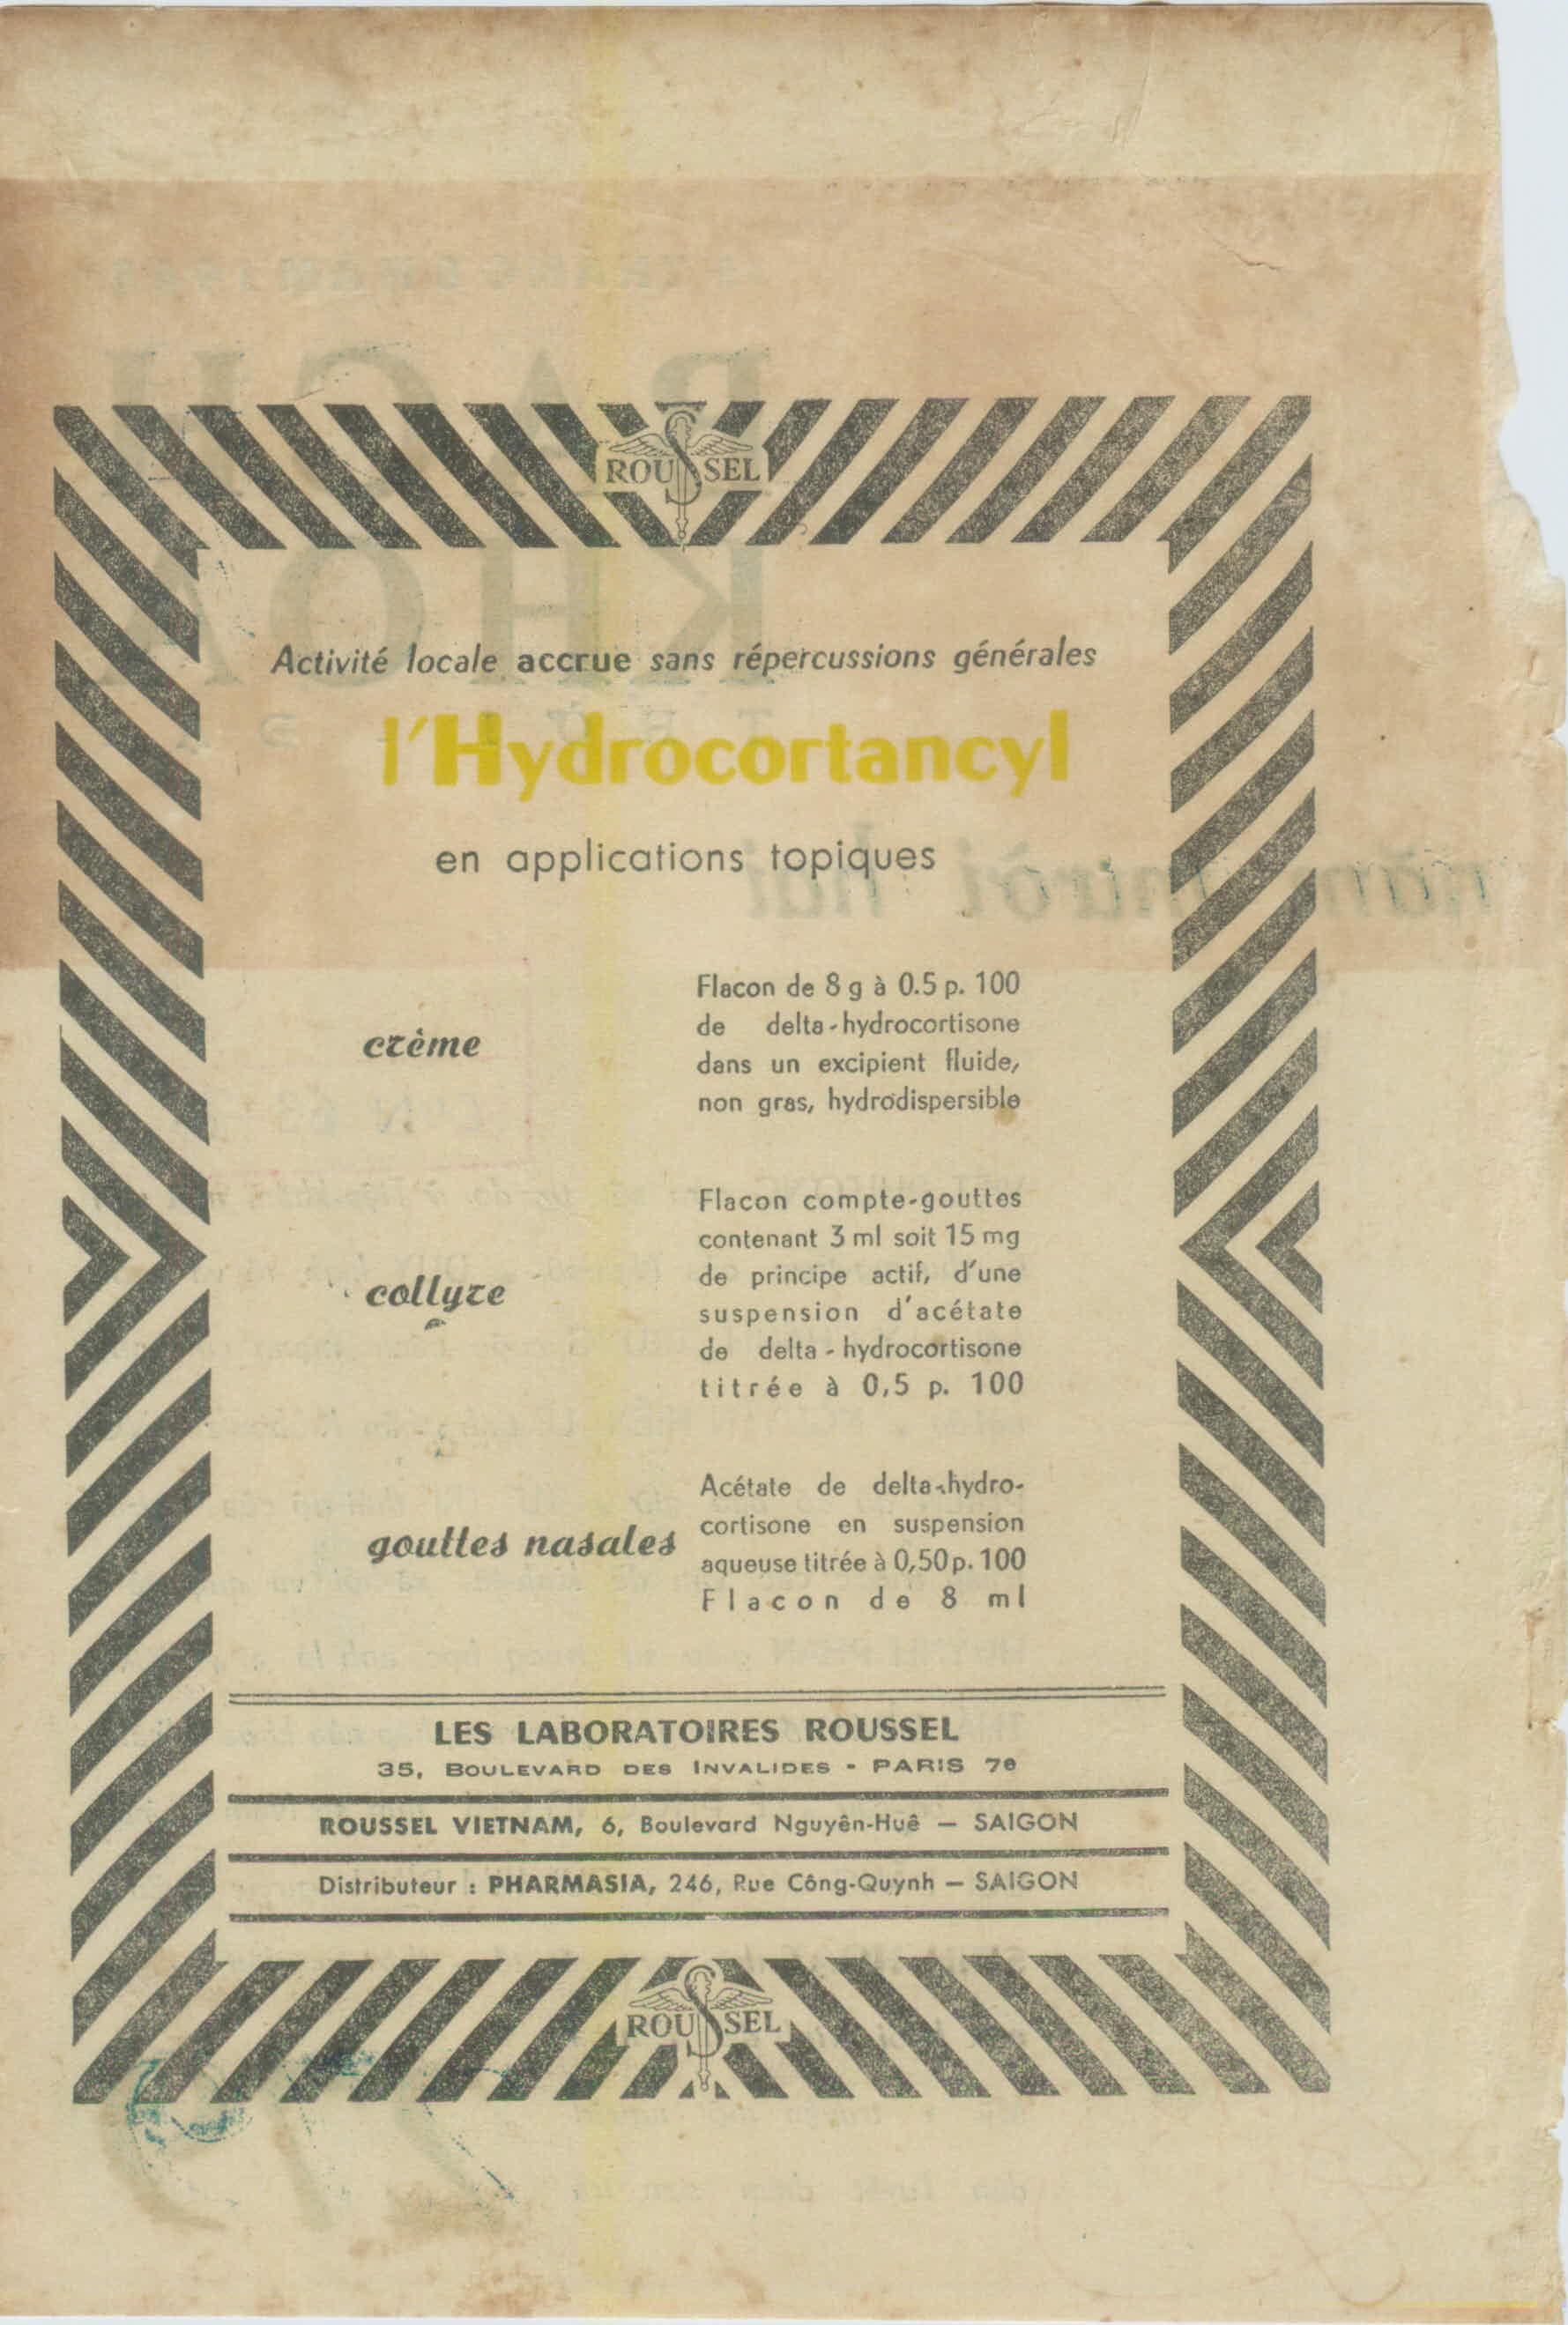 ROUSSEL
Activité locale accrue sans répercussions générales
l'Hydrocortancyl
en applications topiques
crème
Flacon de 8 g à 0.5 p. 100
de delta-hydrocortisone
dans un excipient fluide,
non gras, hydrodispersible
collyre
Flacon compte-gouttes
contenant 3 ml soit 15 mg
de principe actif, d'une
suspension d'acétate
de delta - hydrocortisone
titrée à 0,5 p. 100
gouttes nasales
Acétate de delta-hydro-
cortisone en suspension
aqueuse titrée à 0,50 p. 100
Flacon de 8 ml
LES LABORATOIRES ROUSSEL
35, BOULEVARD DES INVALIDES - PARIS 7e
ROUSSEL VIETNAM, 6, Boulevard Nguyên-Huê — SAIGON
Distributeur : PHARMASIA, 246, Rue Công-Quynh — SAIGON
ROUSSEL